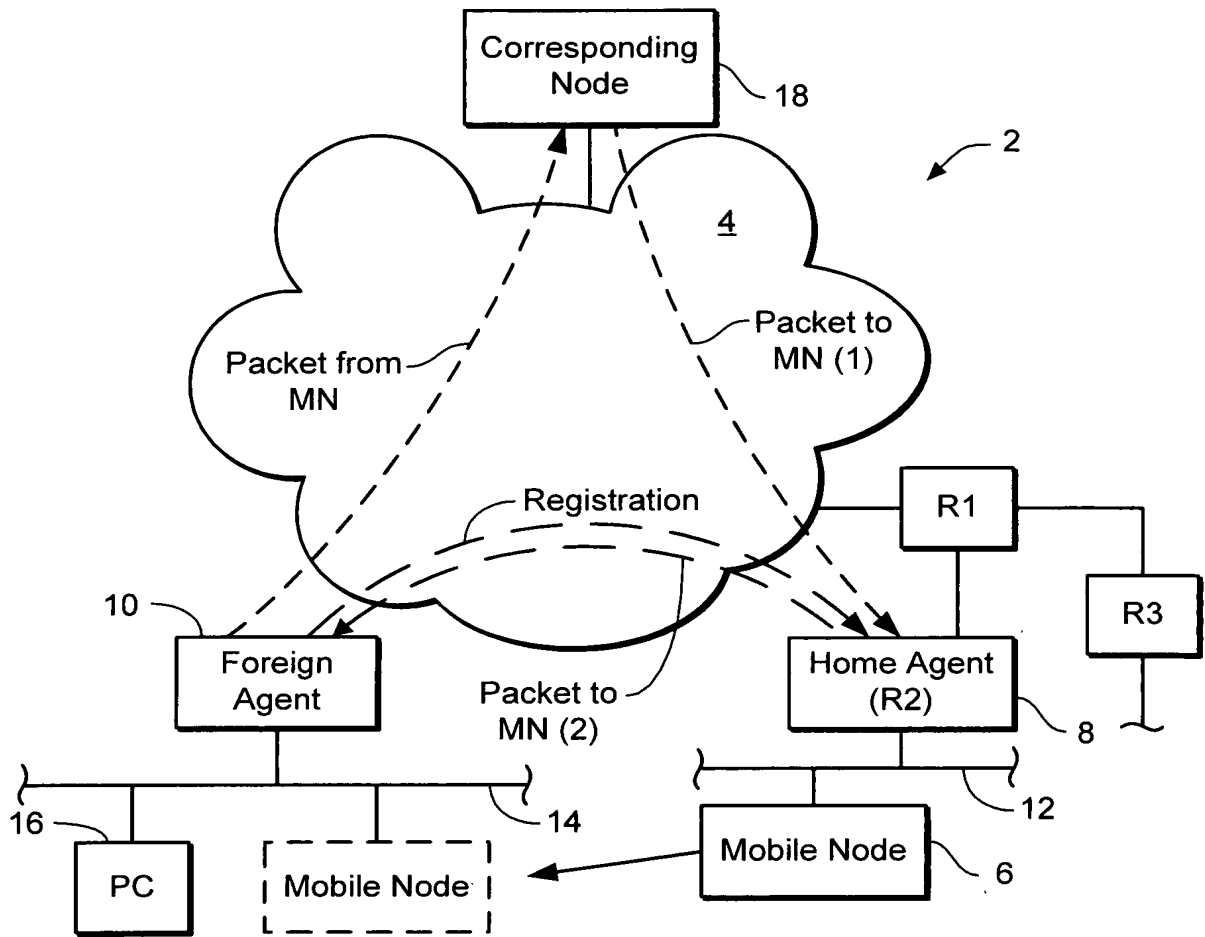 Corresponding
Node
18
2
4
Packet to
MN (1)
Packet from
MN
Registration
R1
R3
10
Foreign
Agent
Home Agent
(R2)
Packet to
MN (2)
8
12
14
16
PC
Mobile Node
Mobile Node
6